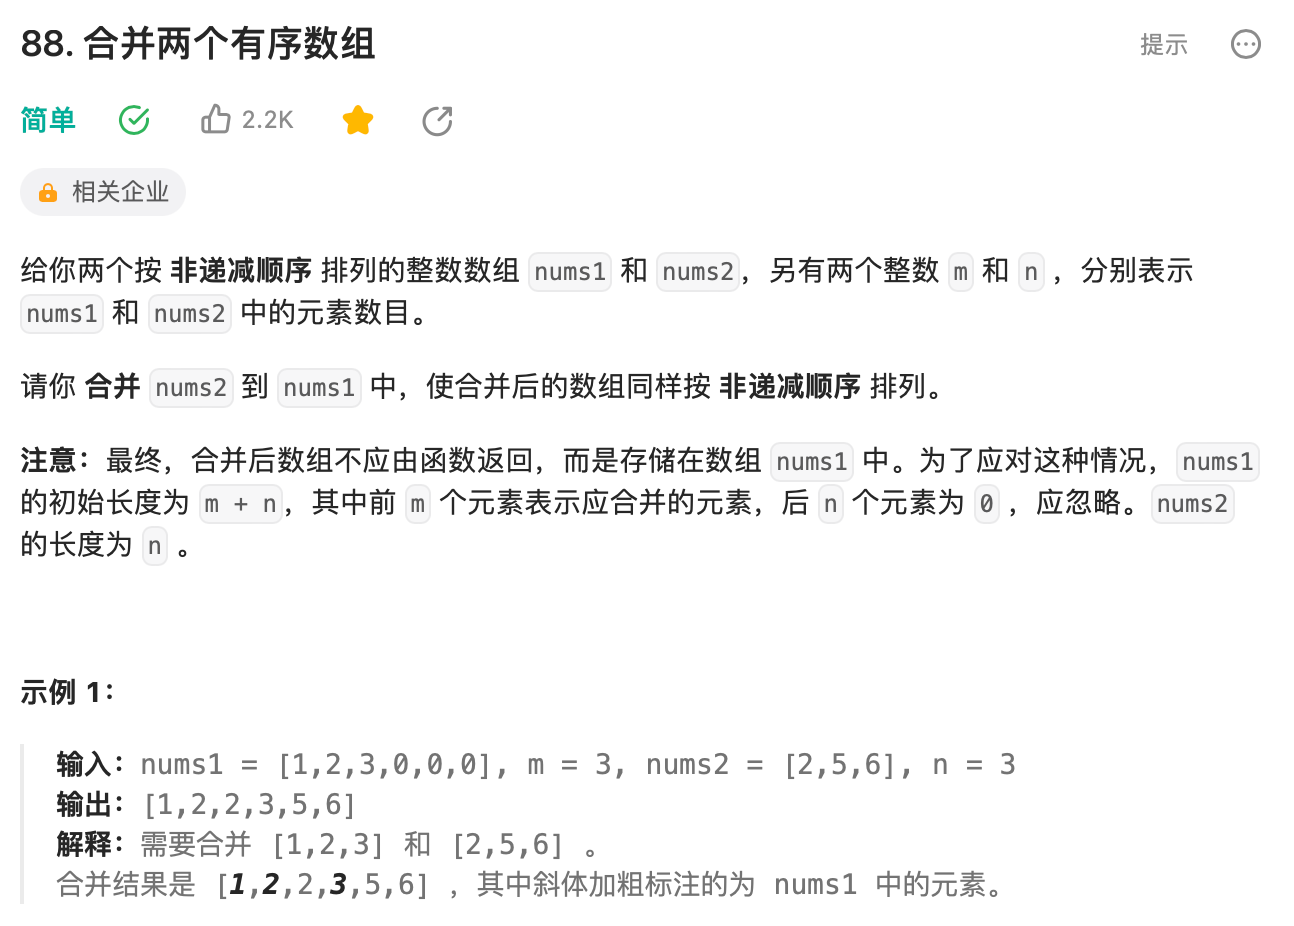 88. 合并两个有序数组
提示
简单
2.2K
相关企业
给你两个按 非递减顺序 排列的整数数组 nums1 和 nums2，另有两个整数 m 和 n ，分别表示
nums1 和 nums2 中的元素数目。
请你 合并 nums2 到 nums1 中，使合并后的数组同样按 非递减顺序 排列。
注意：最终，合并后数组不应由函数返回，而是存储在数组 nums1 中。为了应对这种情况，nums1
的初始长度为 m + n，其中前 m 个元素表示应合并的元素，后 n 个元素为 0 ，应忽略。nums2
的长度为 n 。
示例 1：
输入：nums1 = [1,2,3,0,0,0], m = 3, nums2 = [2,5,6], n = 3
输出：[1,2,2,3,5,6]
解释：需要合并 [1,2,3] 和 [2,5,6] 。
合并结果是 [1,2,2,3,5,6] ，其中斜体加粗标注的为 nums1 中的元素。